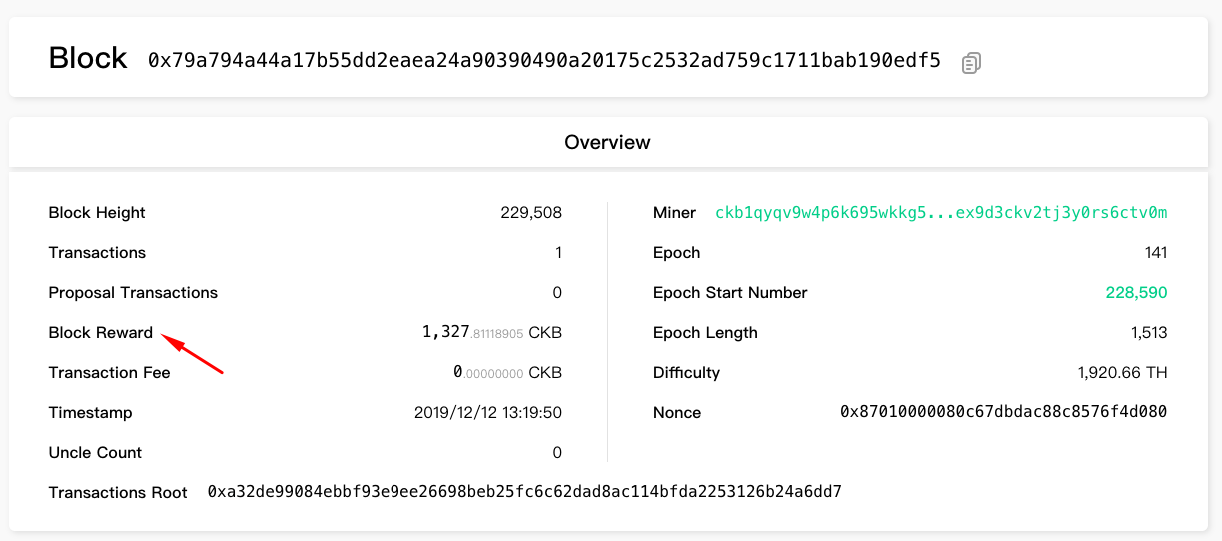 Block 0x79a794a44a17b55dd2eaea24a90390490a20175c2532ad759c1711bab190edf5
Overview
Block Height 229,508
Transactions 1
Proposal Transactions 0
Block Reward 1,327.81118905 CKB
Transaction Fee 0.00000000 CKB
Timestamp 2019/12/12 13:19:50
Uncle Count 0
Miner ckb1qyqv9w4p6k695wkkg5...ex9d3ckv2tj3y0rs6ctv0m
Epoch 141
Epoch Start Number 228,590
Epoch Length 1,513
Difficulty 1,920.66 TH
Nonce 0x87010000080c67dbdac88c8576f4d080
Transactions Root 0xa32de99084ebbf93e9ee26698beb25fc6c62dad8ac114bfda2253126b24a6dd7